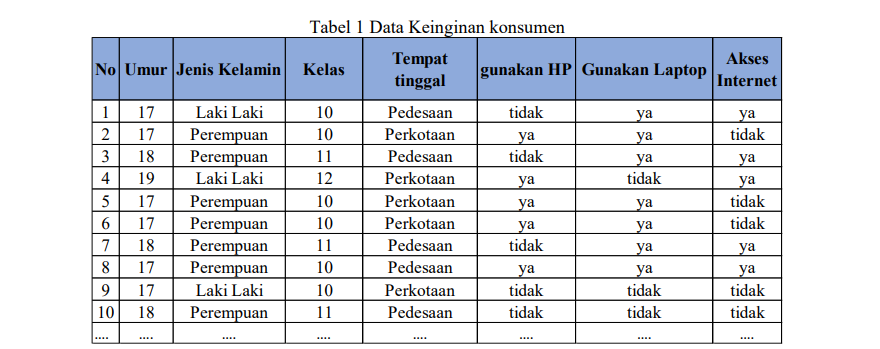 Tabel 1 Data Keinginan konsumen
No Umur Jenis Kelamin Kelas Tempat tinggal gunakan HP Gunakan Laptop Akses Internet
1 17 Laki Laki 10 Pedesaan tidak ya ya
2 17 Perempuan 10 Perkotaan ya ya tidak
3 18 Perempuan 11 Pedesaan tidak ya ya
4 19 Laki Laki 12 Perkotaan ya tidak ya
5 17 Perempuan 10 Perkotaan ya ya tidak
6 17 Perempuan 10 Perkotaan ya ya tidak
7 18 Perempuan 11 Pedesaan tidak ya ya
8 17 Perempuan 10 Pedesaan ya ya ya
9 17 Laki Laki 10 Perkotaan tidak tidak tidak
10 18 Perempuan 11 Pedesaan tidak tidak tidak
.... .... .... .... .... .... .... ....